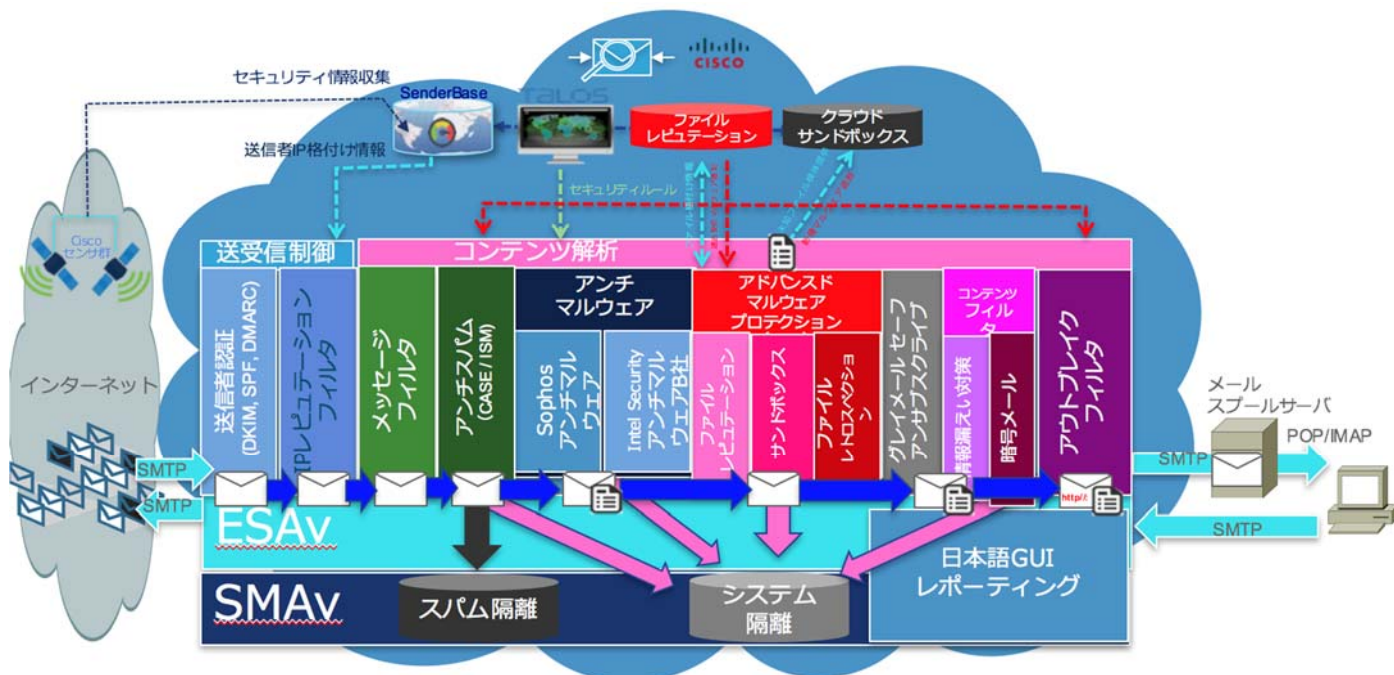 CISCO
セキュリティ情報収集
SenderBase
TALOS
ファイル
レピュテーション
クラウド
サンドボックス
送信者IP格付け情報
セキュリティルール
Cisco
センサ群
送受信制御
コンテンツ解析
送信者認証
(DKIM, SPF, DMARC)
IPレピュテーション
フィルタ
メッセージ
フィルタ
アンチスパム
(CASE / ISM)
アンチ
マルウェア
Sophos
アンチマル
ウェア
Intel Security
アンチマル
ウェアB社
アドバンスド
マルウェア
プロテクション
ファイル
レピュテーション
サンドボックス
ファイル
レトロスペクショ
ン
グレイメール セーフ
アンサブスクライブ
コンテンツ
フィル
タ
情報漏えい対策
暗号メール
アウトブレイク
フィルタ
インターネット
SMTP
SMTP
http//:
メール
スプールサーバ
POP/IMAP
SMTP
SMTP
ESAv
SMAv
スパム隔離
システム
隔離
日本語GUI
レポーティング